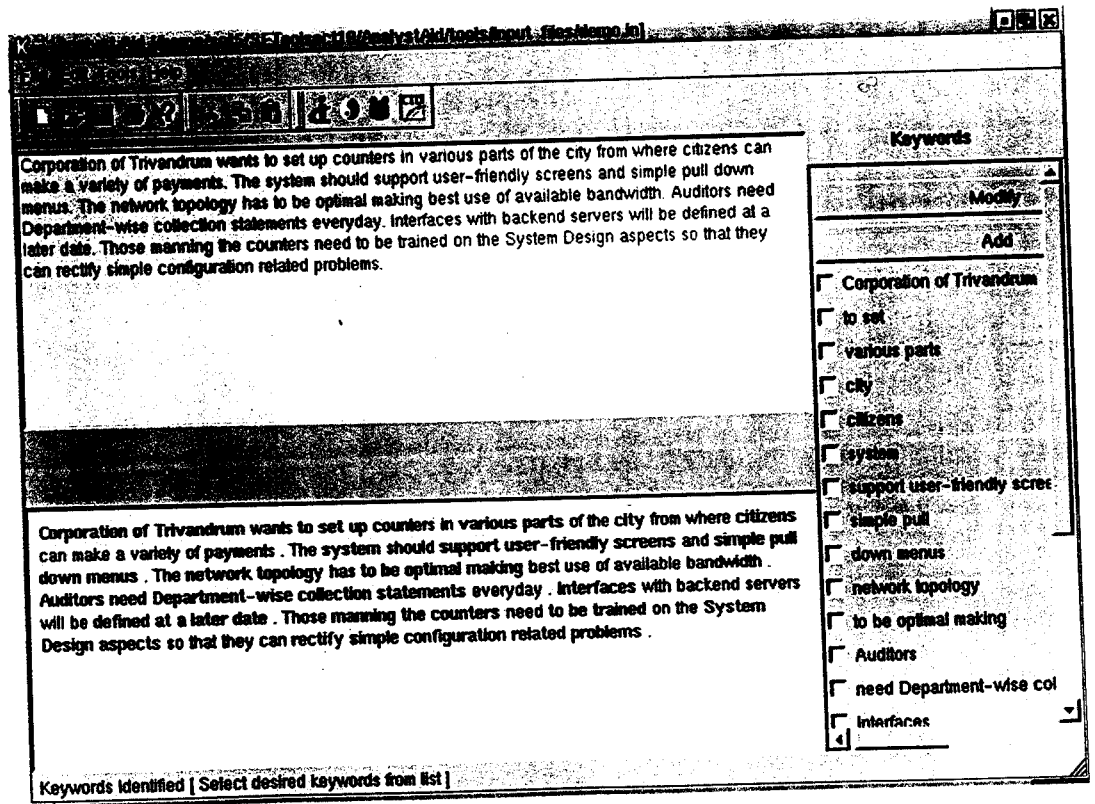 118/Analyst/Aid/tools/input_files/demo.in]
Corporation of Trivandrum wants to set up counters in various parts of the city from where citizens can
make a variety of payments. The system should support user-friendly screens and simple pull down
menus. The network topology has to be optimal making best use of available bandwidth. Auditors need
Department-wise collection statements everyday. Interfaces with backend servers will be defined at a
later date. Those manning the counters need to be trained on the System Design aspects so that they
can rectify simple configuration related problems.
Keywords
Modify
Add
Corporation of Trivandrum
to set
various parts
city
citizens
system
support user-friendly scree
simple pull
down menus
network topology
to be optimal making
Auditors
need Department-wise col
Interfaces
Corporation of Trivandrum wants to set up counters in various parts of the city from where citizens
can make a variety of payments . The system should support user-friendly screens and simple pull
down menus . The network topology has to be optimal making best use of available bandwidth .
Auditors need Department-wise collection statements everyday . Interfaces with backend servers
will be defined at a later date . Those manning the counters need to be trained on the System
Design aspects so that they can rectify simple configuration related problems .
Keywords Identified [ Select desired keywords from list ]